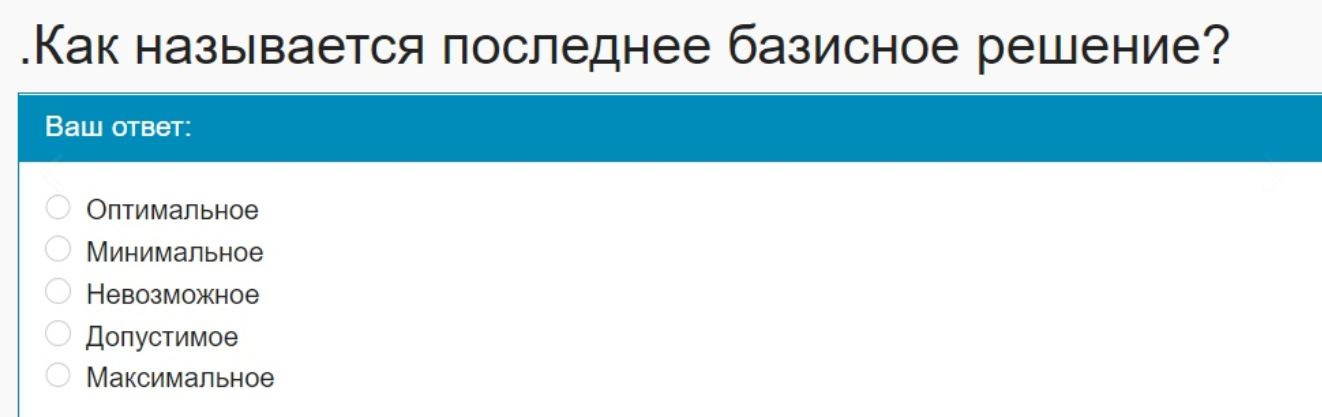 .Как называется последнее базисное решение?
Ваш ответ:
Оптимальное
Минимальное
Невозможное
Допустимое
Максимальное